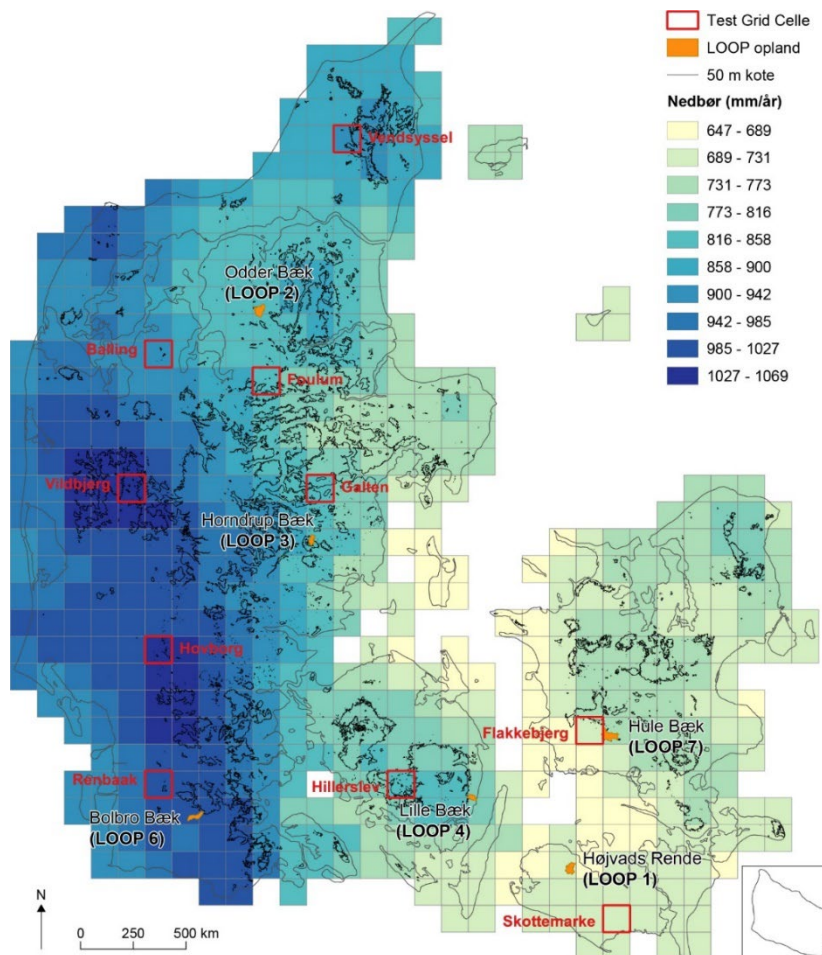 Test Grid Celle
LOOP opland
50 m kote
Nedbør (mm/år)
647 - 689
689 - 731
731 - 773
773 - 816
816 - 858
858 - 900
900 - 942
942 - 985
985 - 1027
1027 - 1069
Vendsyssel
Odder Bæk
(LOOP 2)
Balling
Foulum
Vildbjerg
Galten
Horndrup Bæk
(LOOP 3)
Hovborg
Flakkebjerg
Hule Bæk
(LOOP 7)
Renbaak
Hillerslev
Bolbro Bæk
(LOOP 6)
Lille Bæk
(LOOP 4)
Højvads Rende
(LOOP 1)
Skottemarke
N
0 250 500 km